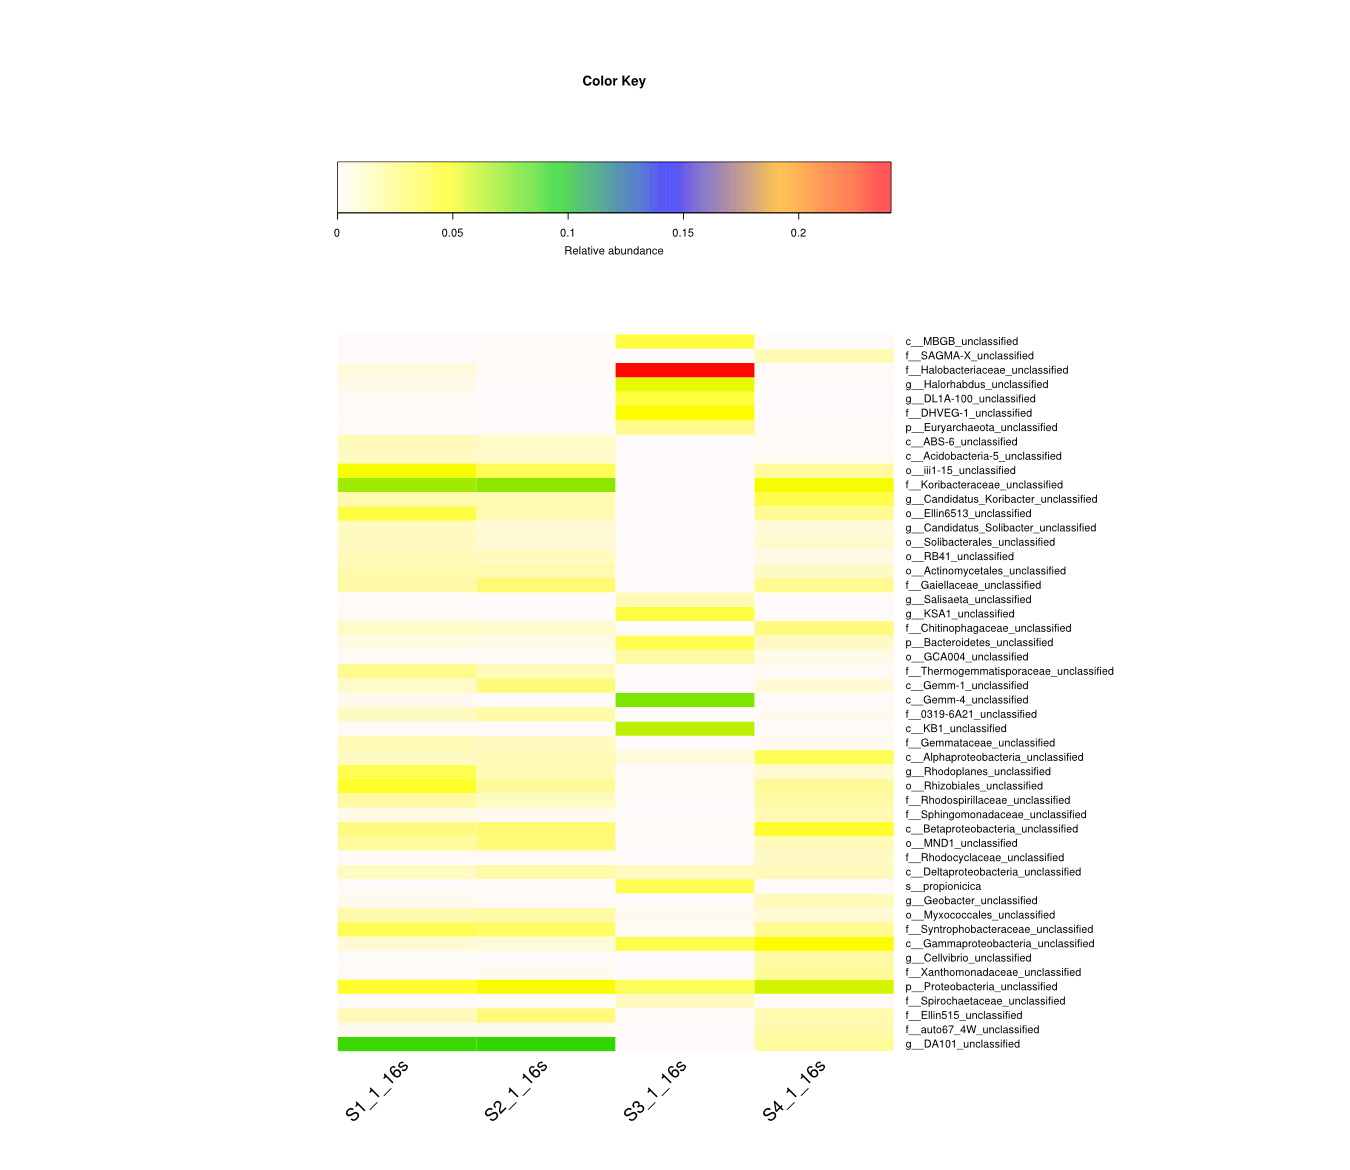 Color Key
0 0.05 0.1 0.15 0.2
Relative abundance
c__MBGB_unclassified
f__SAGMA-X_unclassified
f__Halobacteriaceae_unclassified
g__Halorhabdus_unclassified
g__DL1A-100_unclassified
f__DHVEG-1_unclassified
p__Euryarchaeota_unclassified
c__ABS-6_unclassified
c__Acidobacteria-5_unclassified
o__iii1-15_unclassified
f__Koribacteraceae_unclassified
g__Candidatus_Koribacter_unclassified
o__Ellin6513_unclassified
g__Candidatus_Solibacter_unclassified
o__Solibacterales_unclassified
o__RB41_unclassified
o__Actinomycetales_unclassified
f__Gaiellaceae_unclassified
g__Salisaeta_unclassified
g__KSA1_unclassified
f__Chitinophagaceae_unclassified
p__Bacteroidetes_unclassified
o__GCA004_unclassified
f__Thermogemmatisporaceae_unclassified
c__Gemm-1_unclassified
c__Gemm-4_unclassified
f__0319-6A21_unclassified
c__KB1_unclassified
f__Gemmataceae_unclassified
c__Alphaproteobacteria_unclassified
g__Rhodoplanes_unclassified
o__Rhizobiales_unclassified
f__Rhodospirillaceae_unclassified
f__Sphingomonadaceae_unclassified
c__Betaproteobacteria_unclassified
o__MND1_unclassified
f__Rhodocyclaceae_unclassified
c__Deltaproteobacteria_unclassified
s__propionicica
g__Geobacter_unclassified
o__Myxococcales_unclassified
f__Syntrophobacteraceae_unclassified
c__Gammaproteobacteria_unclassified
g__Cellvibrio_unclassified
f__Xanthomonadaceae_unclassified
p__Proteobacteria_unclassified
f__Spirochaetaceae_unclassified
f__Ellin515_unclassified
f__auto67_4W_unclassified
g__DA101_unclassified
S1_1_16s S2_1_16s S3_1_16s S4_1_16s